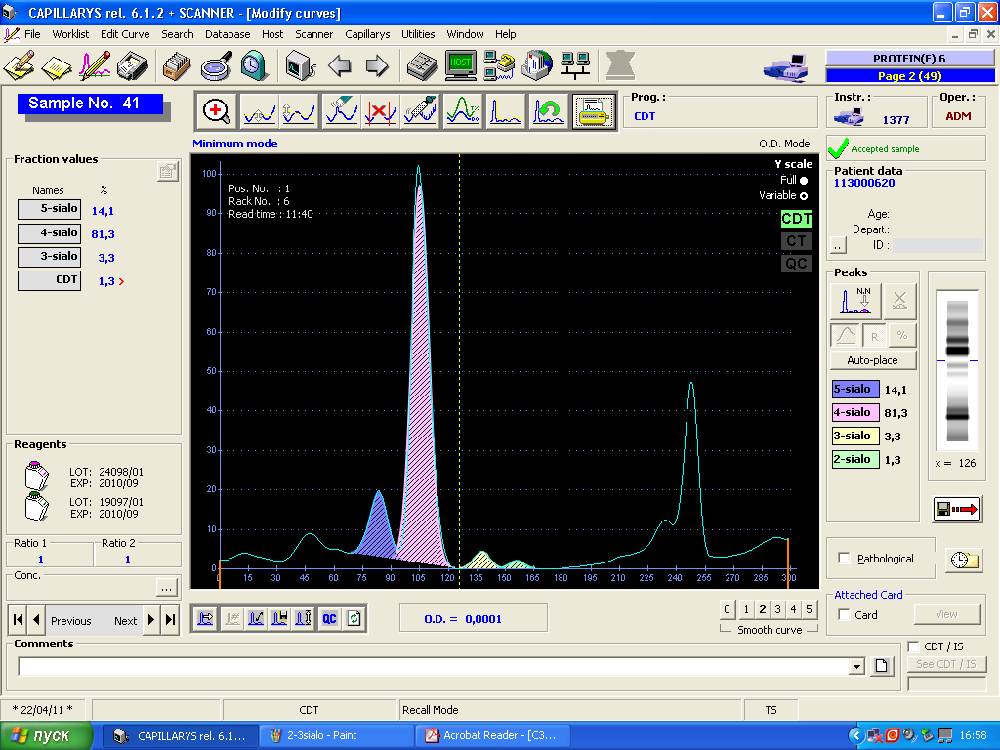 CAPILLARYS rel. 6.1.2 + SCANNER - [Modify curves]
File Worklist Edit Curve Search Database Host Scanner Capillarys Utilities Window Help
HOST
PROTEIN(E) 6
Page 2 (49)
Sample No. 41
Prog.:
CDT
Instr.:
1377
Oper.:
ADM
Minimum mode
O.D. Mode
Accepted sample
Fraction values
Names %
5-sialo 14,1
4-sialo 81,3
3-sialo 3,3
CDT 1,3 >
Pos. No. : 1
Rack No. : 6
Read time : 11:40
Y scale
Full
Variable
CDT
CT
QC
100
90
80
70
60
50
40
30
20
10
0
0 15 30 45 60 75 90 105 120 135 150 165 180 195 210 225 240 255 270 285 300
Patient data
113000620
Age:
Depart.:
..
ID :
Peaks
N.N
R
%
Auto-place
5-sialo 14,1
4-sialo 81,3
3-sialo 3,3
2-sialo 1,3
x = 126
Reagents
LOT: 24098/01
EXP: 2010/09
LOT: 19097/01
EXP: 2010/09
Ratio 1
1
Ratio 2
1
Conc.
...
Previous Next
QC
O.D. = 0,0001
0 1 2 3 4 5
Smooth curve
Pathological
Attached Card
Card
View
Comments
CDT / IS
See CDT / IS
* 22/04/11 *
CDT
Recall Mode
TS
пуск
CAPILLARYS rel. 6.1...
2-3sialo - Paint
Acrobat Reader - [C3...
16:58